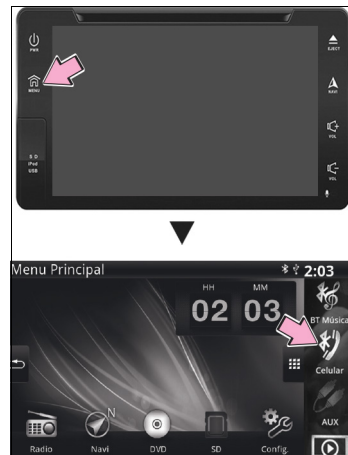 PWR
EJECT
MENU
NAVI
VOL
S D
iPod
USB
VOL
Menu Principal
2:03
HH
MM
02
03
BT Música
Celular
N
AUX
Radio
Navi
DVD
SD
Config.